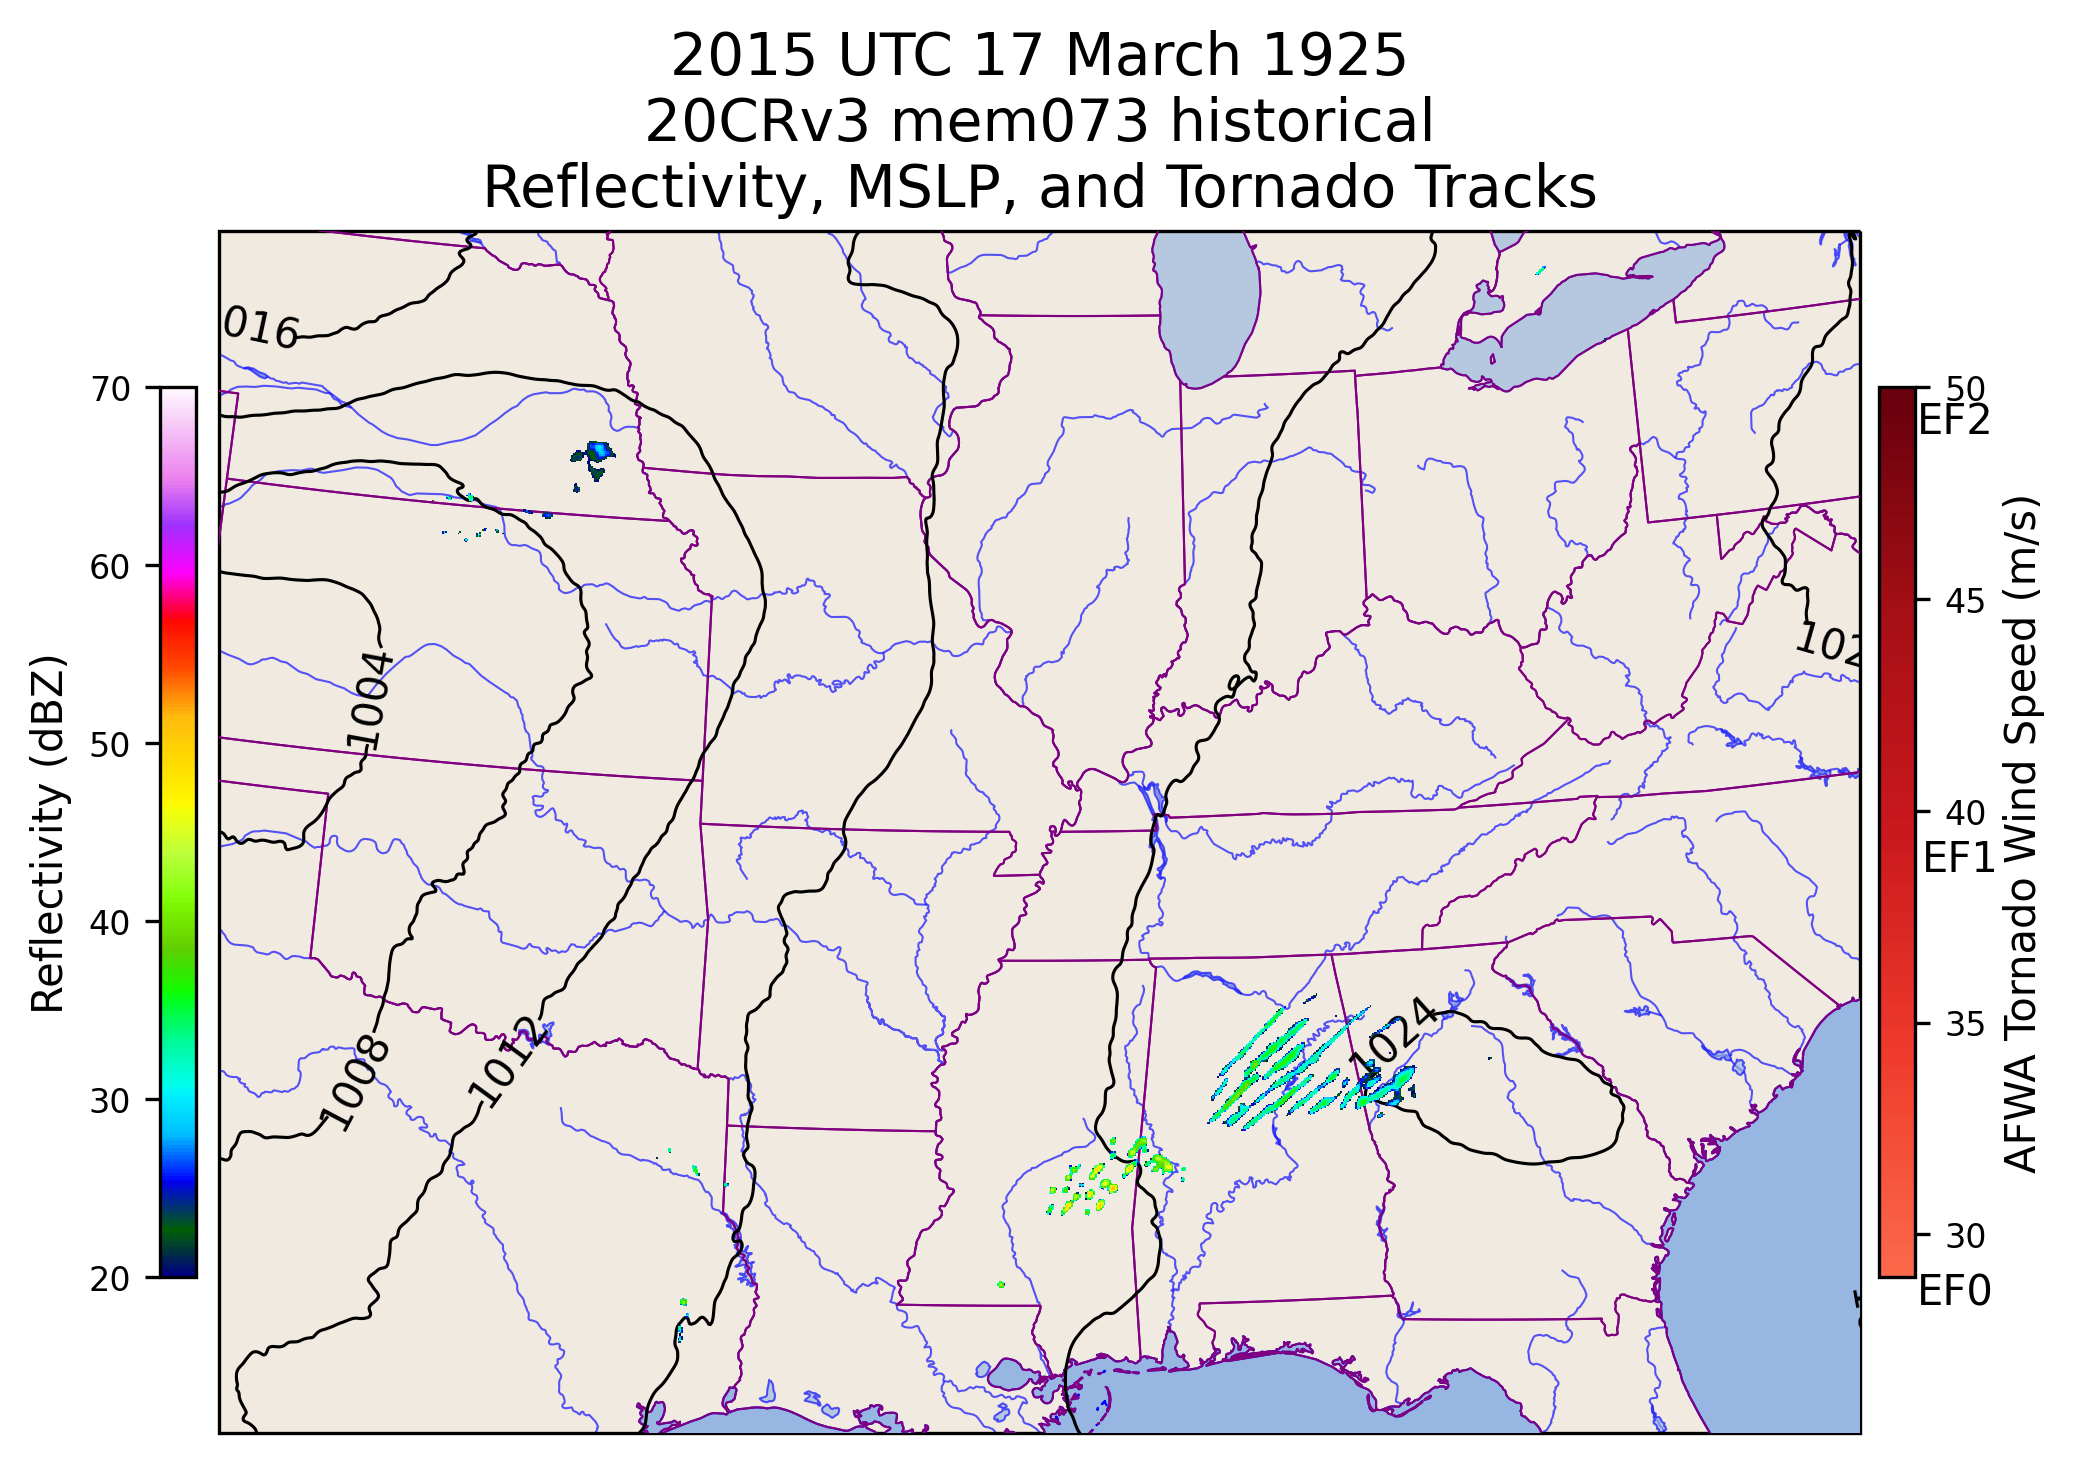 2015 UTC 17 March 1925
20CRv3 mem073 historical
Reflectivity, MSLP, and Tornado Tracks
016
1004
1008
1012
1024
102
Reflectivity (dBZ)
70
60
50
40
30
20
50
EF2
45
40
EF1
35
30
EF0
AFWA Tornado Wind Speed (m/s)